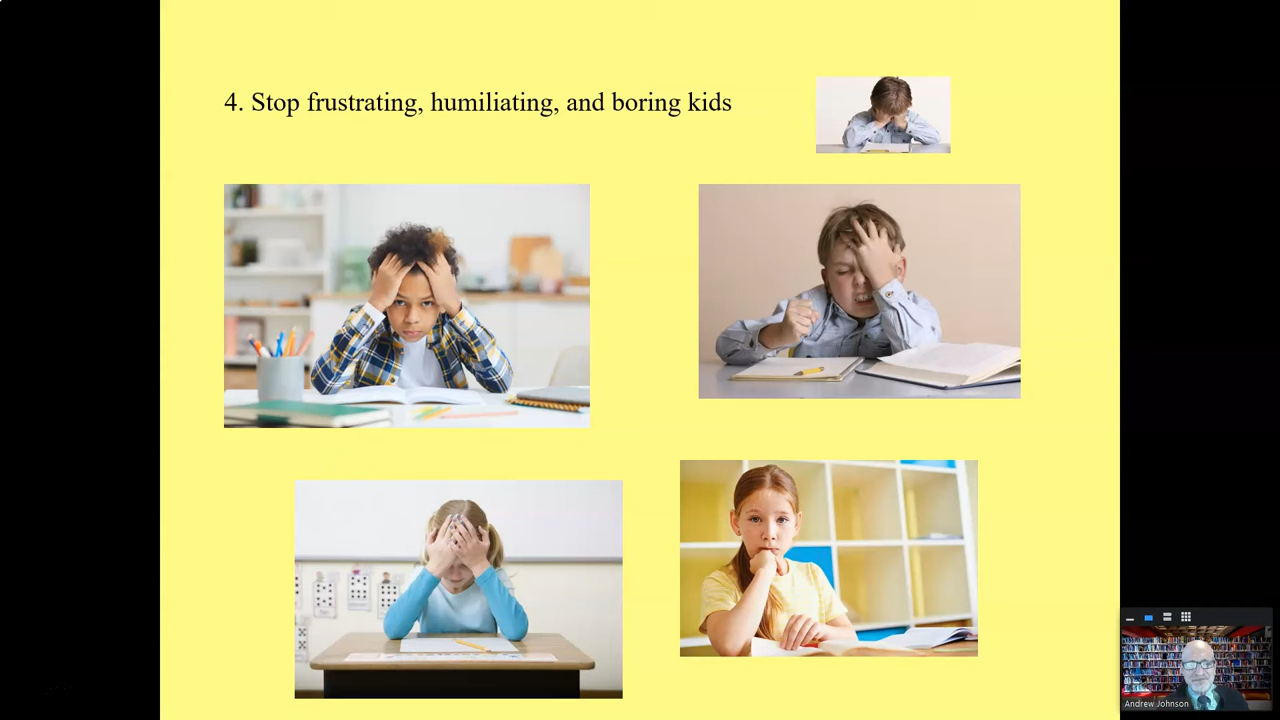 4. Stop frustrating, humiliating, and boring kids
Andrew Johnson